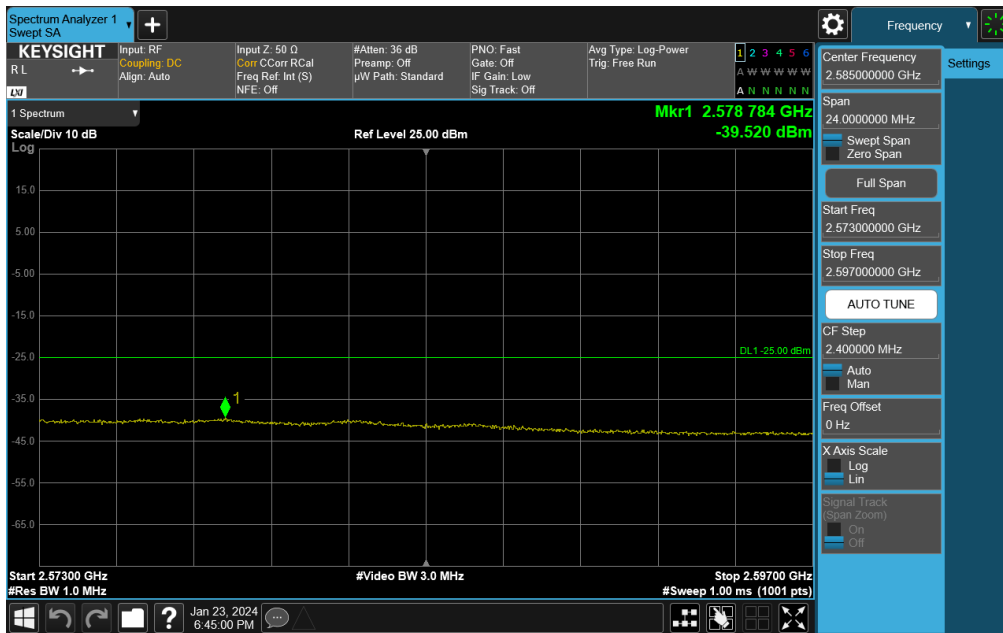 Spectrum Analyzer 1
Swept SA
Frequency
KEYSIGHT
R L
LXI
Input: RF
Coupling: DC
Align: Auto
Input Z: 50 Ω
Corr CCorr RCal
Freq Ref: Int (S)
NFE: Off
#Atten: 36 dB
Preamp: Off
µW Path: Standard
PNO: Fast
Gate: Off
IF Gain: Low
Sig Track: Off
Avg Type: Log-Power
Trig: Free Run
1 2 3 4 5 6
A W W W W W
A N N N N N
1 Spectrum
Scale/Div 10 dB
Log
Ref Level 25.00 dBm
Mkr1 2.578 784 GHz
-39.520 dBm
15.0
5.00
-5.00
-15.0
-25.0
-35.0
-45.0
-55.0
-65.0
DL1 -25.00 dBm
1
Start 2.57300 GHz
#Res BW 1.0 MHz
#Video BW 3.0 MHz
Stop 2.59700 GHz
#Sweep 1.00 ms (1001 pts)
Center Frequency
2.585000000 GHz
Settings
Span
24.0000000 MHz
Swept Span
Zero Span
Full Span
Start Freq
2.573000000 GHz
Stop Freq
2.597000000 GHz
AUTO TUNE
CF Step
2.400000 MHz
Auto
Man
Freq Offset
0 Hz
X Axis Scale
Log
Lin
Signal Track
(Span Zoom)
On
Off
?
Jan 23, 2024
6:45:00 PM